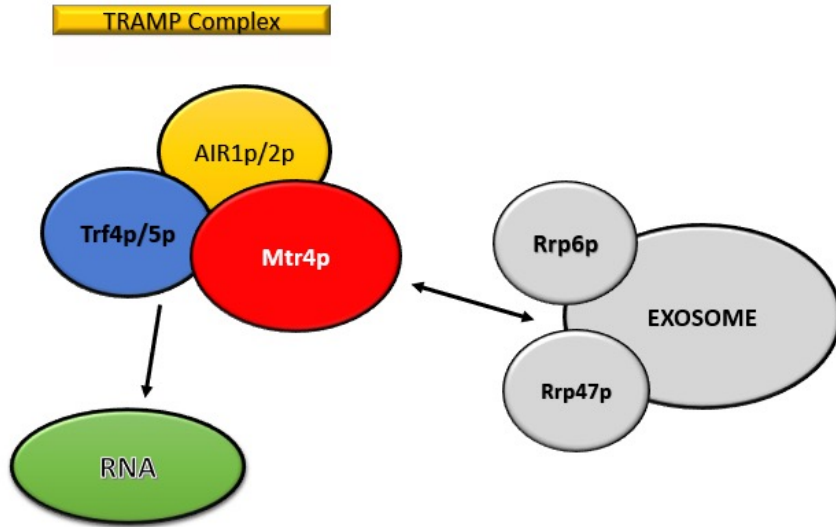 TRAMP Complex
AIR1p/2p
Trf4p/5p
Mtr4p
Rrp6p
EXOSOME
Rrp47p
RNA